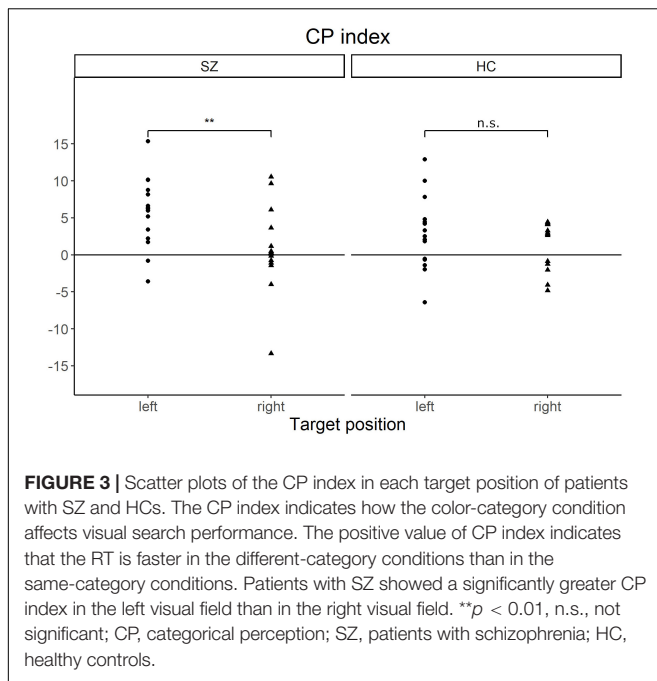 CP index
SZ HC
** n.s.
15
10
5
0
-5
-10
-15
left right left right
Target position
FIGURE 3 | Scatter plots of the CP index in each target position of patients
with SZ and HCs. The CP index indicates how the color-category condition
affects visual search performance. The positive value of CP index indicates
that the RT is faster in the different-category conditions than in the
same-category conditions. Patients with SZ showed a significantly greater CP
index in the left visual field than in the right visual field. **p < 0.01, n.s., not
significant; CP, categorical perception; SZ, patients with schizophrenia; HC,
healthy controls.